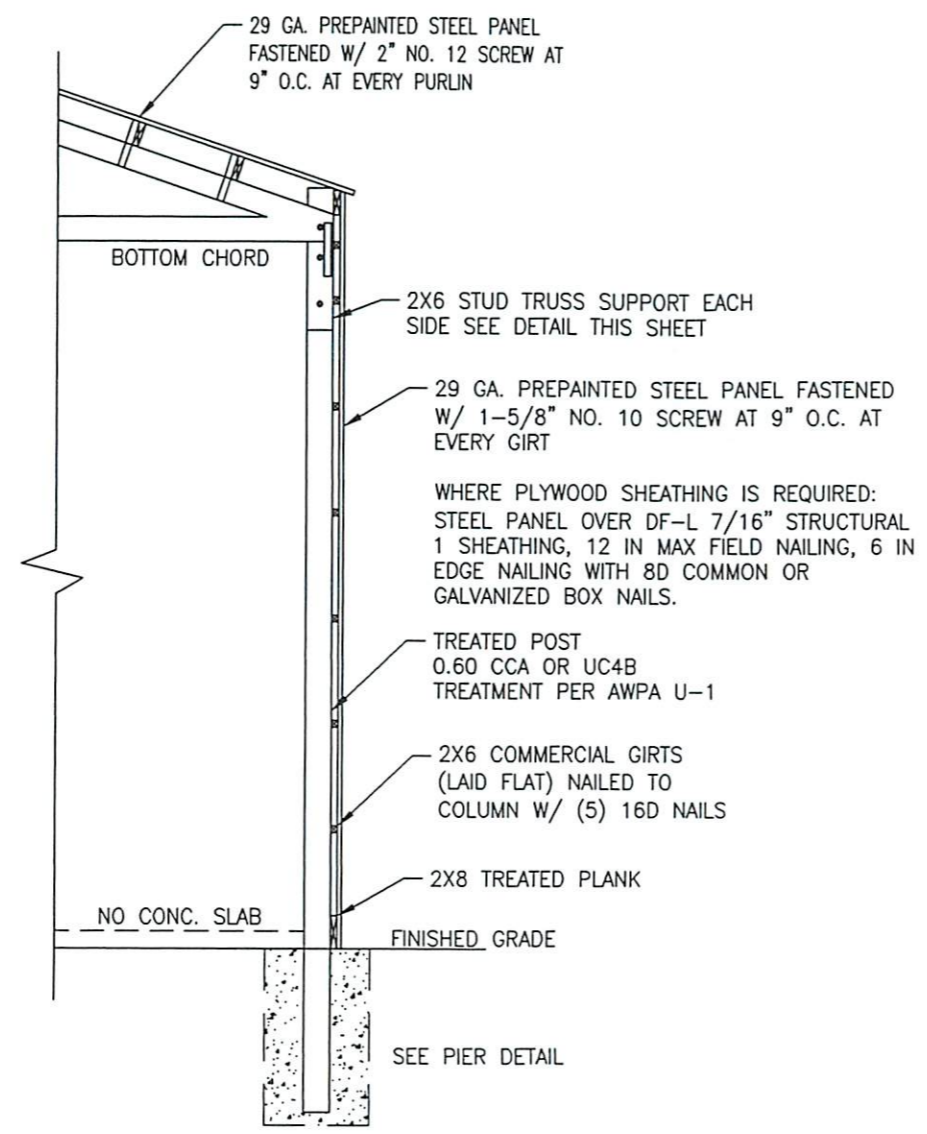 29 GA. PREPAINTED STEEL PANEL
FASTENED W/ 2" NO. 12 SCREW AT
9" O.C. AT EVERY PURLIN
BOTTOM CHORD
2X6 STUD TRUSS SUPPORT EACH
SIDE SEE DETAIL THIS SHEET
29 GA. PREPAINTED STEEL PANEL FASTENED
W/ 1-5/8" NO. 10 SCREW AT 9" O.C. AT
EVERY GIRT
WHERE PLYWOOD SHEATHING IS REQUIRED:
STEEL PANEL OVER DF-L 7/16" STRUCTURAL
1 SHEATHING, 12 IN MAX FIELD NAILING, 6 IN
EDGE NAILING WITH 8D COMMON OR
GALVANIZED BOX NAILS.
TREATED POST
0.60 CCA OR UC4B
TREATMENT PER AWPA U-1
2X6 COMMERCIAL GIRTS
(LAID FLAT) NAILED TO
COLUMN W/ (5) 16D NAILS
2X8 TREATED PLANK
NO CONC. SLAB
FINISHED GRADE
SEE PIER DETAIL